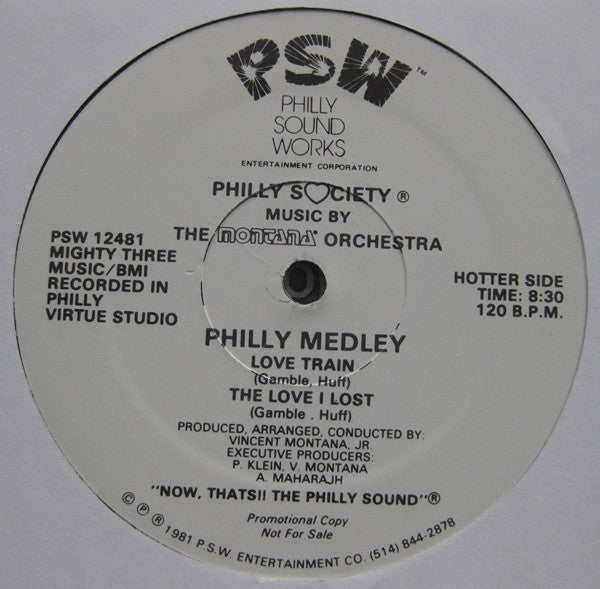 PSW™
PHILLY
SOUND
WORKS
ENTERTAINMENT CORPORATION
PHILLY S♡CIETY ®
MUSIC BY
THE MONTANA ORCHESTRA
PSW 12481
MIGHTY THREE
MUSIC/BMI
RECORDED IN
PHILLY
VIRTUE STUDIO
HOTTER SIDE
TIME: 8:30
120 B.P.M.
PHILLY MEDLEY
LOVE TRAIN
(Gamble, Huff)
THE LOVE I LOST
(Gamble . Huff)
PRODUCED, ARRANGED, CONDUCTED BY:
VINCENT MONTANA, JR.
EXECUTIVE PRODUCERS:
P. KLEIN, V. MONTANA
A. MAHARAJH
"NOW, THATS!! THE PHILLY SOUND"®
Promotional Copy
Not For Sale
© ℗ ® 1981 P.S.W. ENTERTAINMENT CO. (514) 844-2878